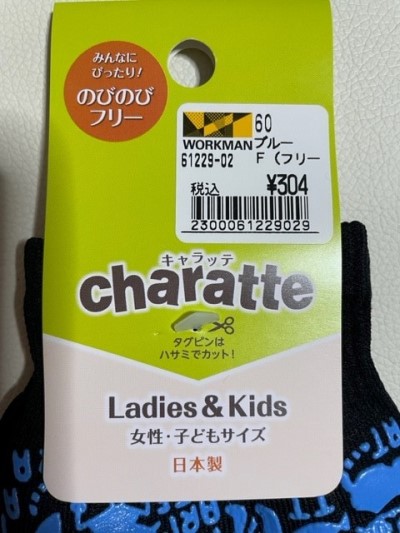 みんなに
ぴったり!
のびのび
フリー
WORKMAN
60
ブルー
61229-02
F（フリー
税込
¥304
2300061229029
キャラッテ
charatte
タグピンは
ハサミでカット!
Ladies & Kids
女性・子どもサイズ
日本製